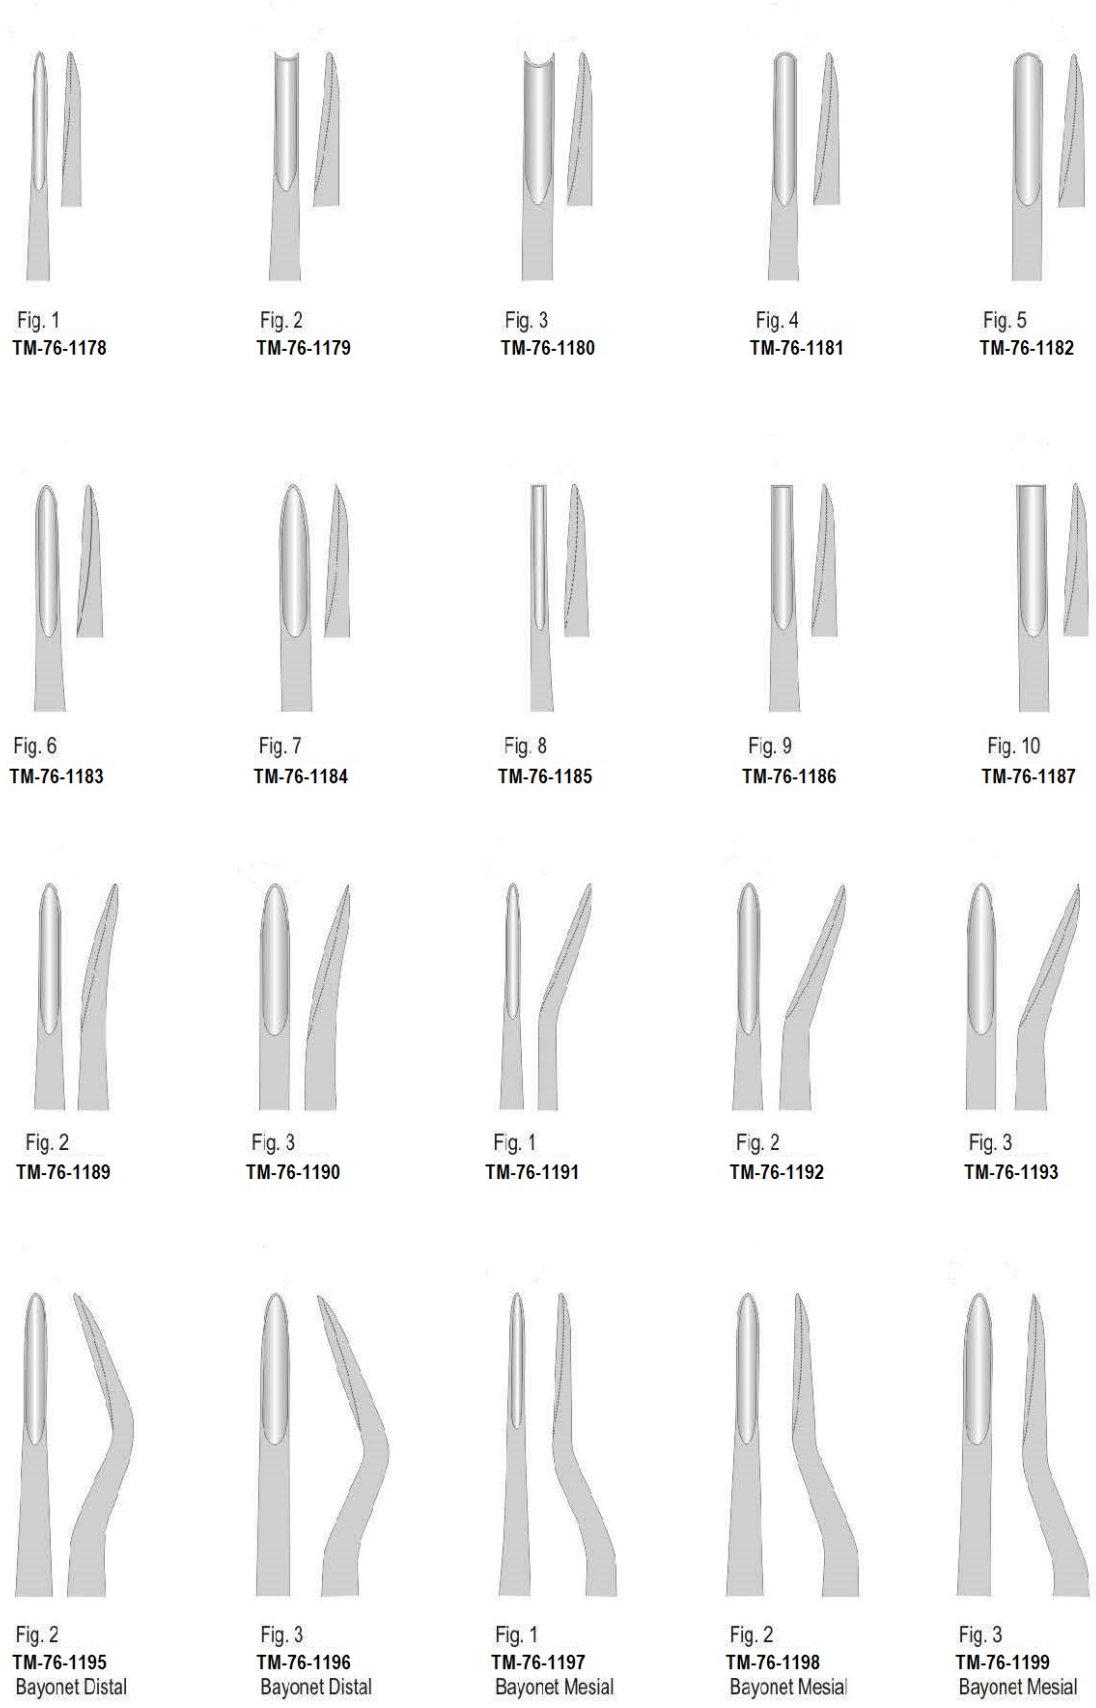 Fig. 1
TM-76-1178
Fig. 2
TM-76-1179
Fig. 3
TM-76-1180
Fig. 4
TM-76-1181
Fig. 5
TM-76-1182
Fig. 6
TM-76-1183
Fig. 7
TM-76-1184
Fig. 8
TM-76-1185
Fig. 9
TM-76-1186
Fig. 10
TM-76-1187
Fig. 2
TM-76-1189
Fig. 3
TM-76-1190
Fig. 1
TM-76-1191
Fig. 2
TM-76-1192
Fig. 3
TM-76-1193
Fig. 2
TM-76-1195
Bayonet Distal
Fig. 3
TM-76-1196
Bayonet Distal
Fig. 1
TM-76-1197
Bayonet Mesial
Fig. 2
TM-76-1198
Bayonet Mesial
Fig. 3
TM-76-1199
Bayonet Mesial